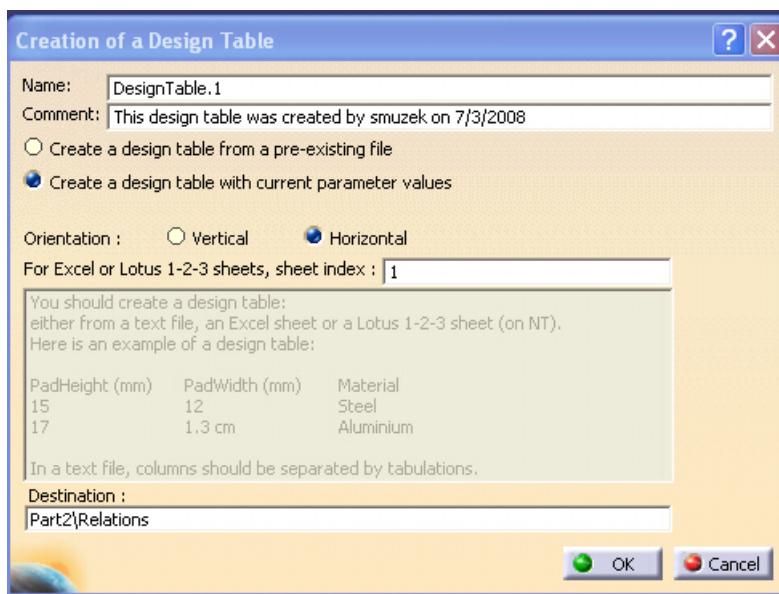 Creation of a Design Table
Name: DesignTable.1
Comment: This design table was created by smuzek on 7/3/2008
Create a design table from a pre-existing file
Create a design table with current parameter values
Orientation : Vertical Horizontal
For Excel or Lotus 1-2-3 sheets, sheet index : 1
You should create a design table:
either from a text file, an Excel sheet or a Lotus 1-2-3 sheet (on NT).
Here is an example of a design table:
PadHeight (mm) PadWidth (mm) Material
15 12 Steel
17 1.3 cm Aluminium
In a text file, columns should be separated by tabulations.
Destination :
Part2\Relations
OK Cancel